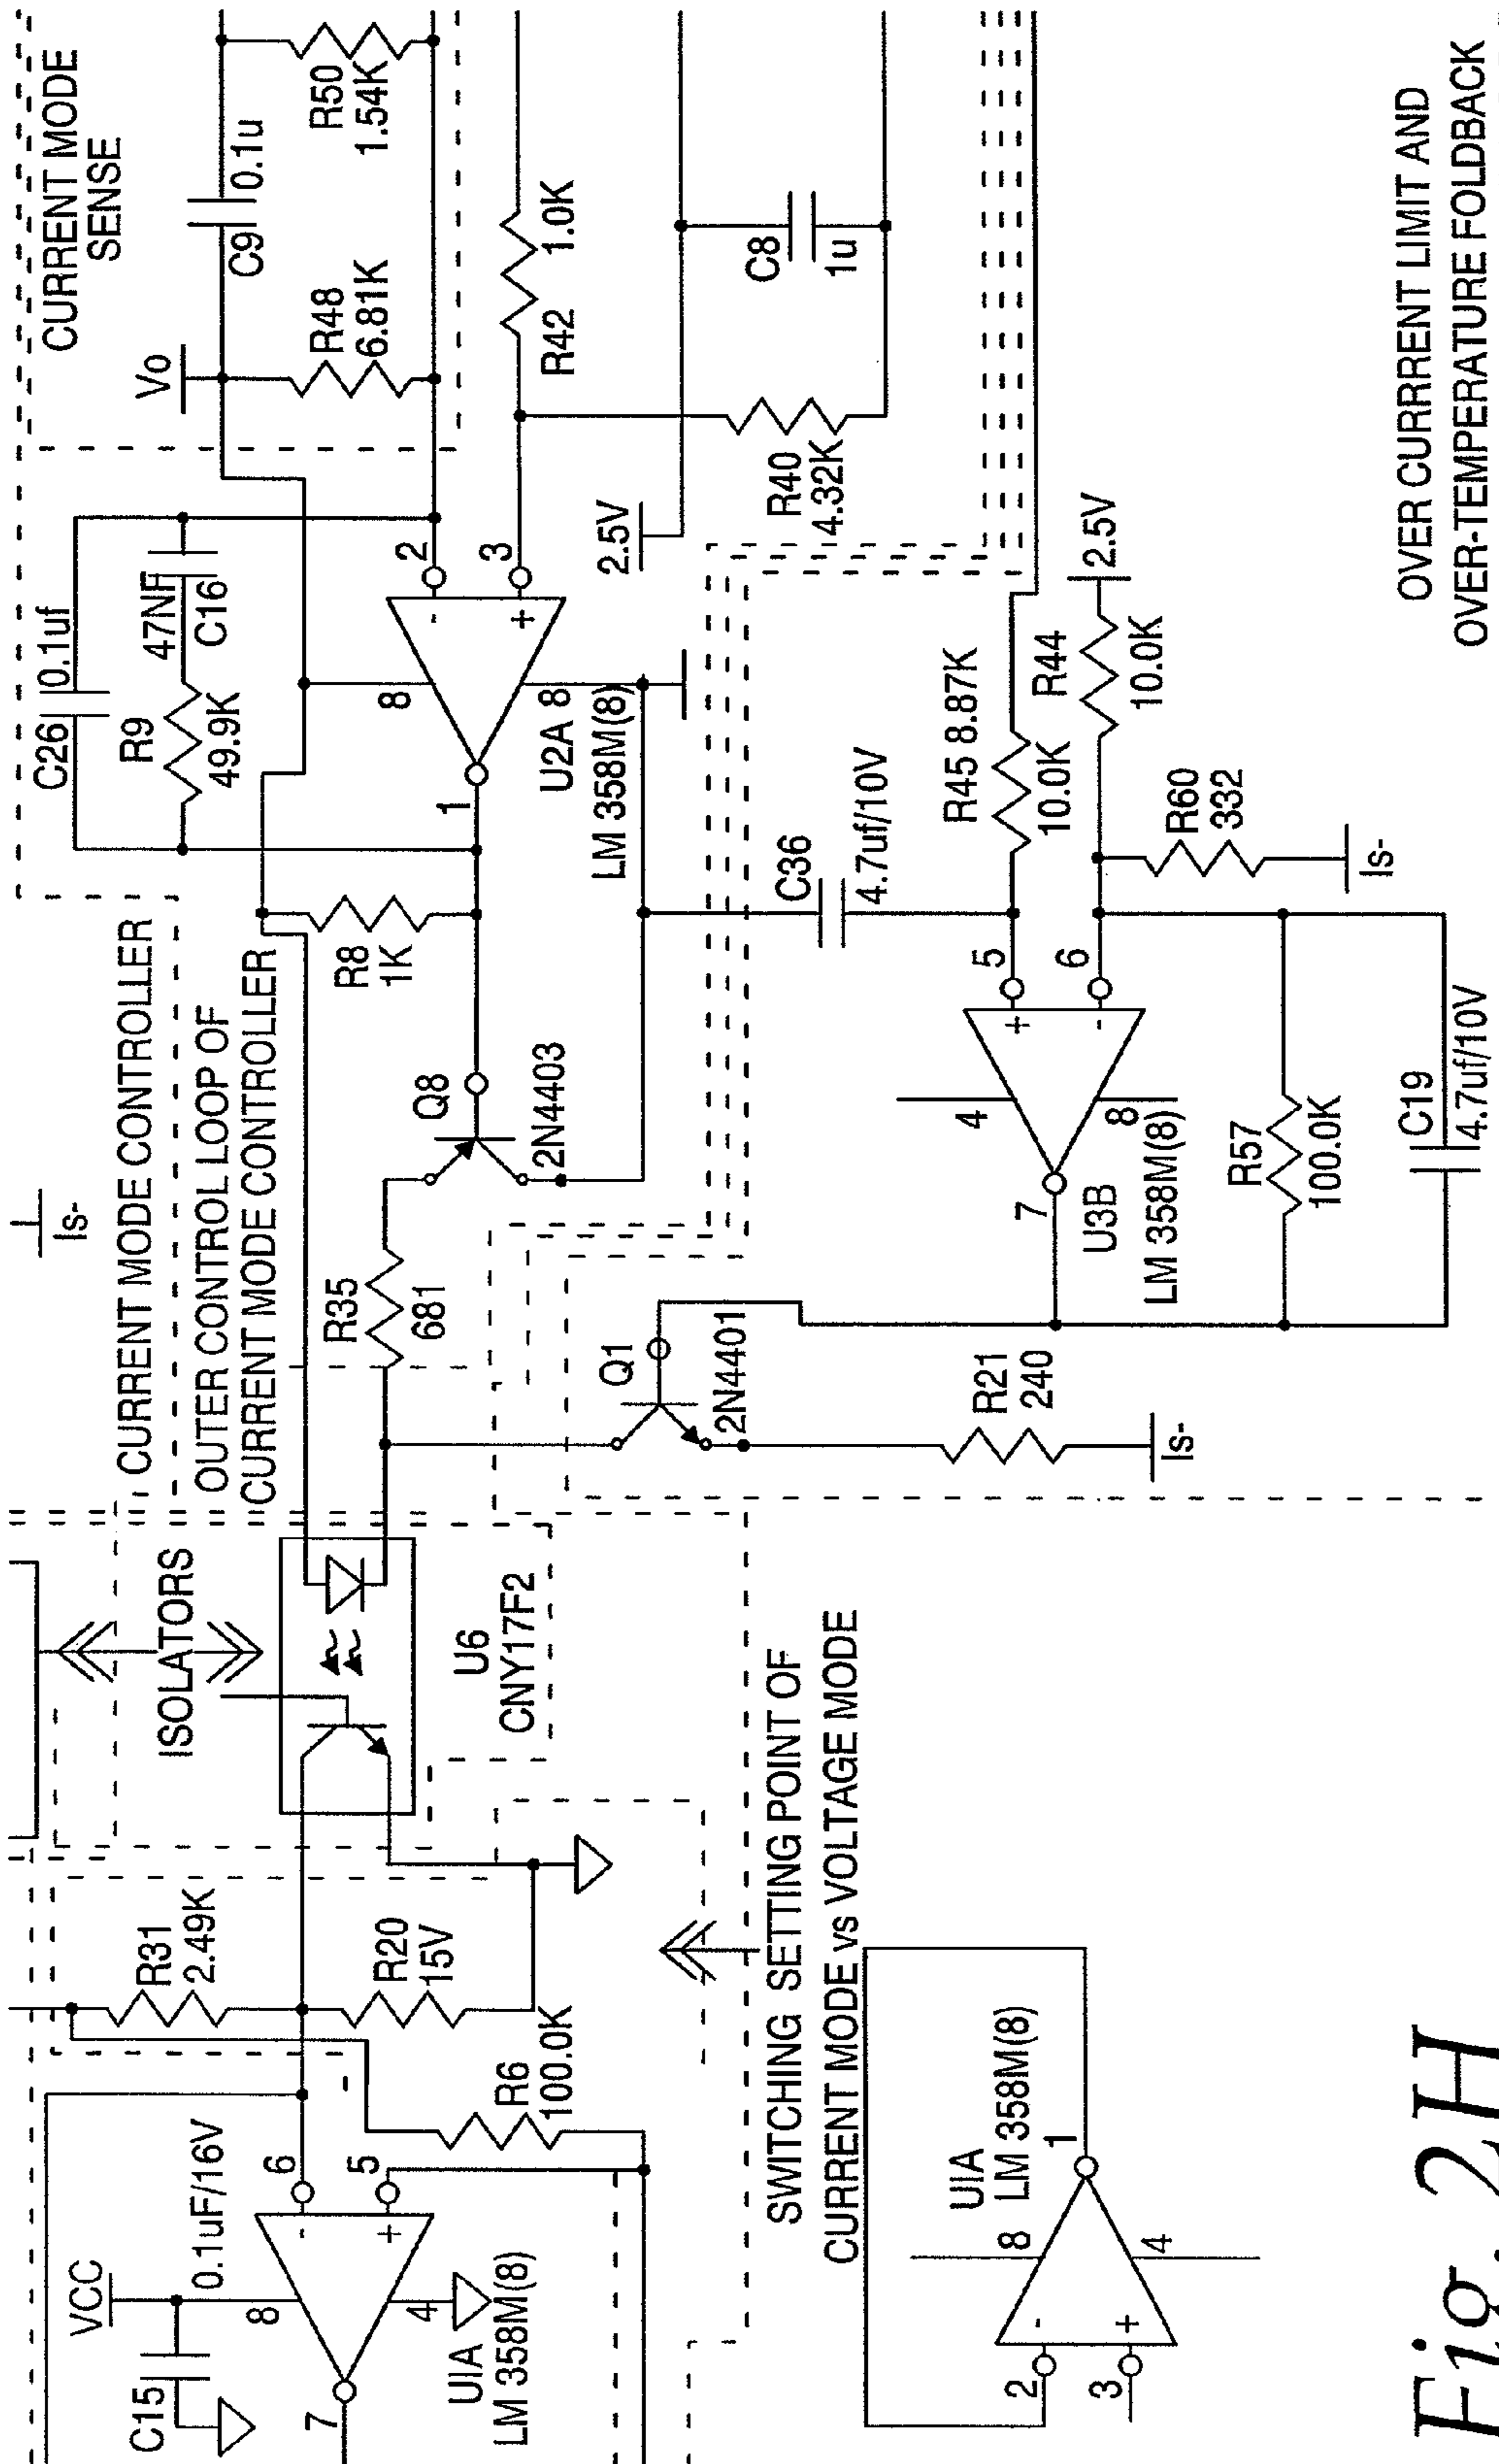 CURRENT MODE
SENSE
R50
1.54K
C9
0.1u
R48
6.81K
Vo
R42
1.0K
C8
1u
R40
4.32K
2.5V
C26
0.1uf
47NF
C16
R9
49.9K
2
3
-
+
8
8
1
U2A
LM 358M(8)
CURRENT MODE CONTROLLER
OUTER CONTROL LOOP OF
CURRENT MODE CONTROLLER
Is-
R8
1K
Q8
2N4403
R35
681
C36
4.7uf/10V
R45 8.87K
10.0K
R44
10.0K
2.5V
R60
332
Is-
5
6
+
-
4
8
7
U3B
LM 358M(8)
R57
100.0K
C19
4.7uf/10V
Q1
2N4401
R21
240
Is-
OVER CURRRENT LIMIT AND
OVER-TEMPERATURE FOLDBACK
ISOLATORS
U6
CNY17F2
R31
2.49K
R20
15V
R6
100.0K
SWITCHING SETTING POINT OF
CURRENT MODE vs VOLTAGE MODE
VCC
0.1uF/16V
C15
6
5
-
+
8
4
7
UIA
LM 358M(8)
UIA
LM 358M(8)
1
8
4
-
+
2
3
Fig. 2H